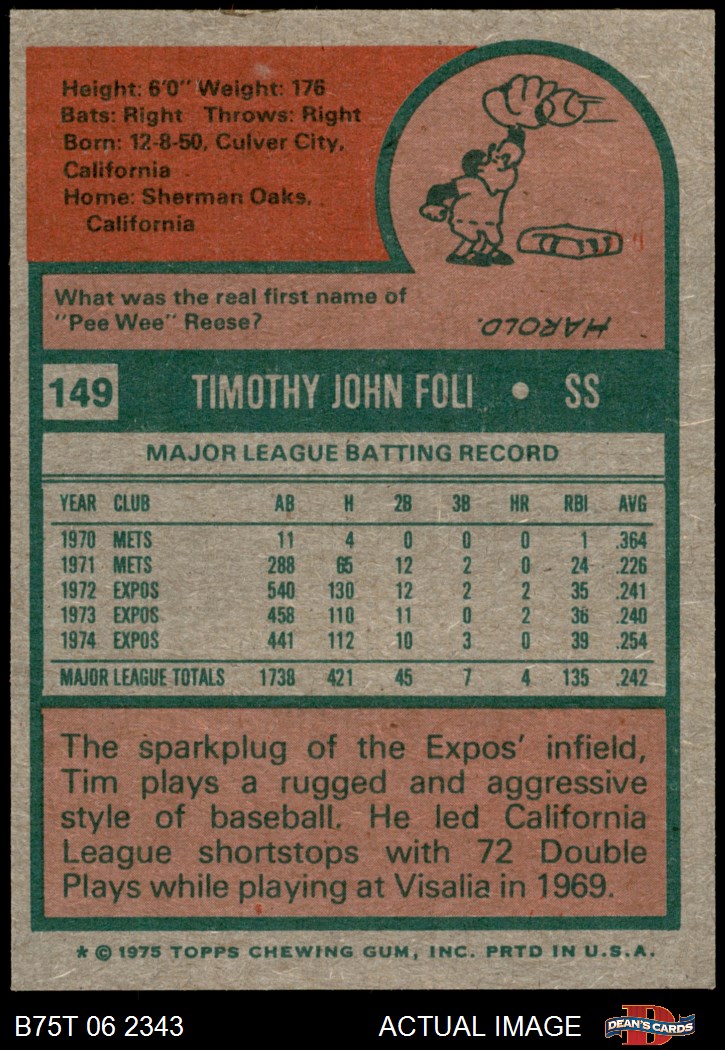 Height: 6'0" Weight: 176
Bats: Right Throws: Right
Born: 12-8-50, Culver City,
California
Home: Sherman Oaks,
California
What was the real first name of
"Pee Wee" Reese?
HAROLD.
149 TIMOTHY JOHN FOLI • SS
MAJOR LEAGUE BATTING RECORD
YEAR CLUB AB H 2B 3B HR RBI AVG
1970 METS 11 4 0 0 0 1 .364
1971 METS 288 65 12 2 0 24 .226
1972 EXPOS 540 130 12 2 2 35 .241
1973 EXPOS 458 110 11 0 2 36 .240
1974 EXPOS 441 112 10 3 0 39 .254
MAJOR LEAGUE TOTALS 1738 421 45 7 4 135 .242
The sparkplug of the Expos' infield,
Tim plays a rugged and aggressive
style of baseball. He led California
League shortstops with 72 Double
Plays while playing at Visalia in 1969.
* © 1975 TOPPS CHEWING GUM, INC. PRTD IN U.S.A.
B75T 06 2343 ACTUAL IMAGE D DEAN'S CARDS